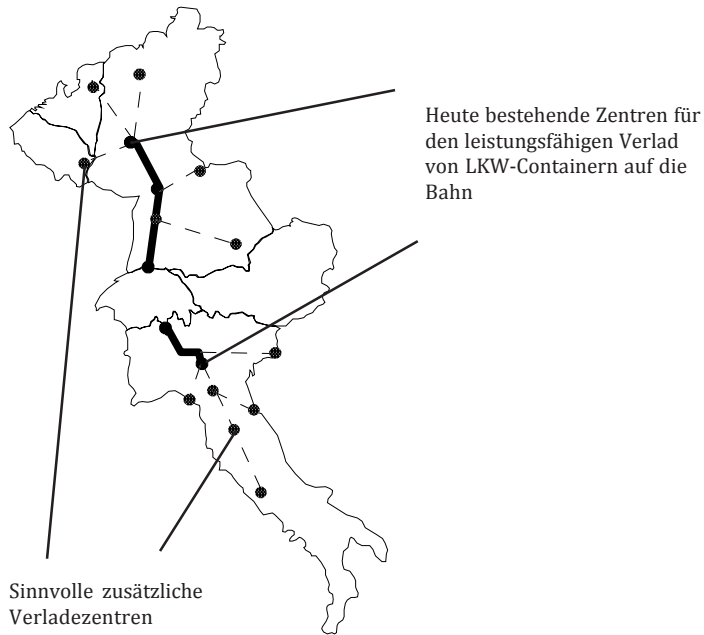 Heute bestehende Zentren für
den leistungsfähigen Verlad
von LKW-Containern auf die
Bahn
Sinnvolle zusätzliche
Verladezentren